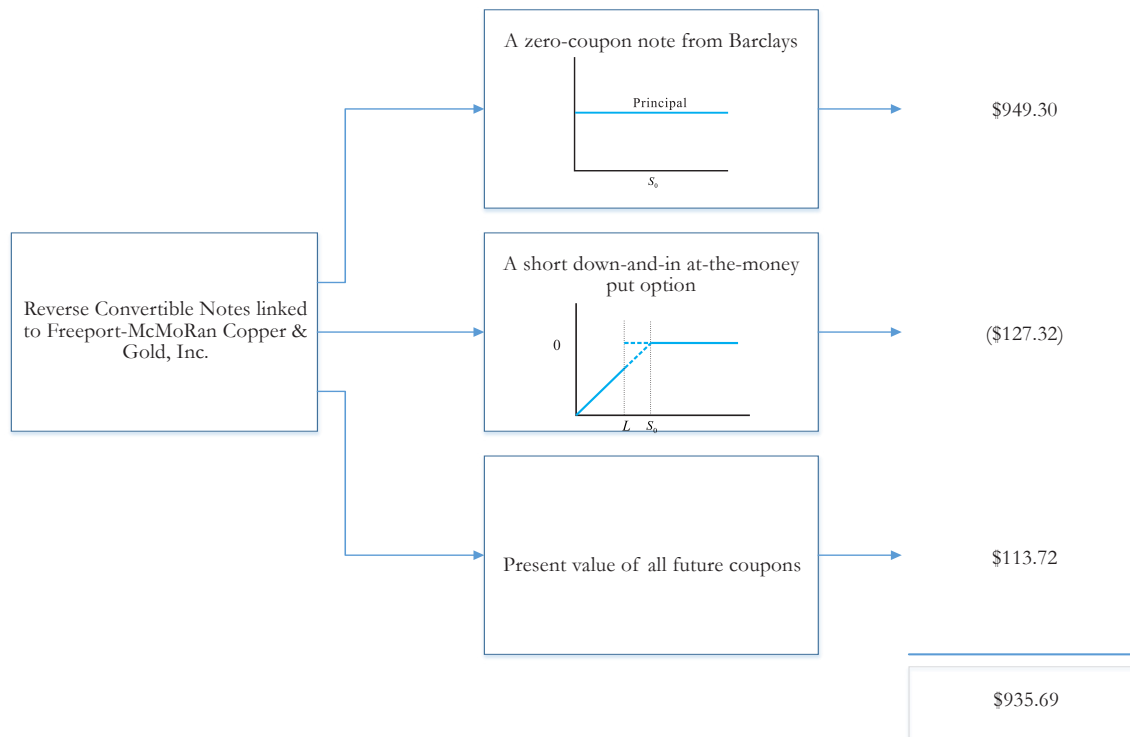 A zero-coupon note from Barclays
Principal
S₀
$949.30
Reverse Convertible Notes linked
to Freeport-McMoRan Copper &
Gold, Inc.
A short down-and-in at-the-money
put option
0
L S₀
($127.32)
Present value of all future coupons
$113.72
$935.69